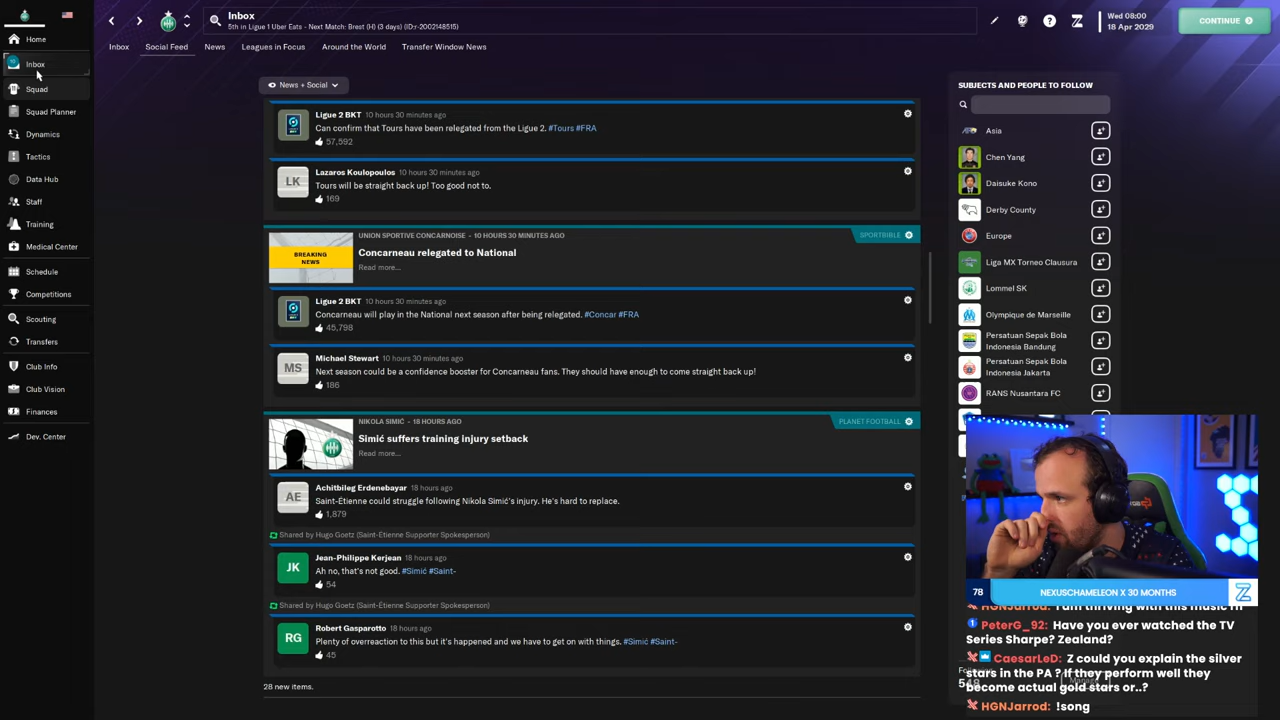 Inbox
5th in Ligue 1 Uber Eats - Next Match: Brest (H) (3 days) (ID:r-2002148515)
Wed 08:00
18 Apr 2029
CONTINUE
Home
Inbox
Squad
Squad Planner
Dynamics
Tactics
Data Hub
Staff
Training
Medical Center
Schedule
Competitions
Scouting
Transfers
Club Info
Club Vision
Finances
Dev. Center
Inbox
Social Feed
News
Leagues in Focus
Around the World
Transfer Window News
News + Social
Ligue 2 BKT 10 hours 30 minutes ago
Can confirm that Tours have been relegated from the Ligue 2. #Tours #FRA
57,592
LK
Lazaros Koulopoulos 10 hours 30 minutes ago
Tours will be straight back up! Too good not to.
169
UNION SPORTIVE CONCARNOISE - 10 HOURS 30 MINUTES AGO
SPORTBIBLE
BREAKING
NEWS
Concarneau relegated to National
Read more...
Ligue 2 BKT 10 hours 30 minutes ago
Concarneau will play in the National next season after being relegated. #Concar #FRA
45,798
MS
Michael Stewart 10 hours 30 minutes ago
Next season could be a confidence booster for Concarneau fans. They should have enough to come straight back up!
186
NIKOLA SIMIĆ - 18 HOURS AGO
PLANET FOOTBALL
Simić suffers training injury setback
Read more...
AE
Achitbileg Erdenebayar 18 hours ago
Saint-Étienne could struggle following Nikola Simić's injury. He's hard to replace.
1,879
Shared by Hugo Goetz (Saint-Étienne Supporter Spokesperson)
JK
Jean-Philippe Kerjean 18 hours ago
Ah no, that's not good. #Simić #Saint-
54
Shared by Hugo Goetz (Saint-Étienne Supporter Spokesperson)
RG
Robert Gasparotto 18 hours ago
Plenty of overreaction to this but it's happened and we have to get on with things. #Simić #Saint-
45
28 new items.
SUBJECTS AND PEOPLE TO FOLLOW
Asia
Chen Yang
Daisuke Kono
Derby County
Europe
Liga MX Torneo Clausura
Lommel SK
Olympique de Marseille
Persatuan Sepak Bola
Indonesia Bandung
Persatuan Sepak Bola
Indonesia Jakarta
RANS Nusantara FC
78
NEXUSCHAMELEON X 30 MONTHS
HGNJarrod: I am thriving with this music
PeterG_92: Have you ever watched the TV
Series Sharpe? Zealand?
CaesarLeD: Z could you explain the silver
stars in the PA ? If they perform well they
become actual gold stars or..?
HGNJarrod: !song